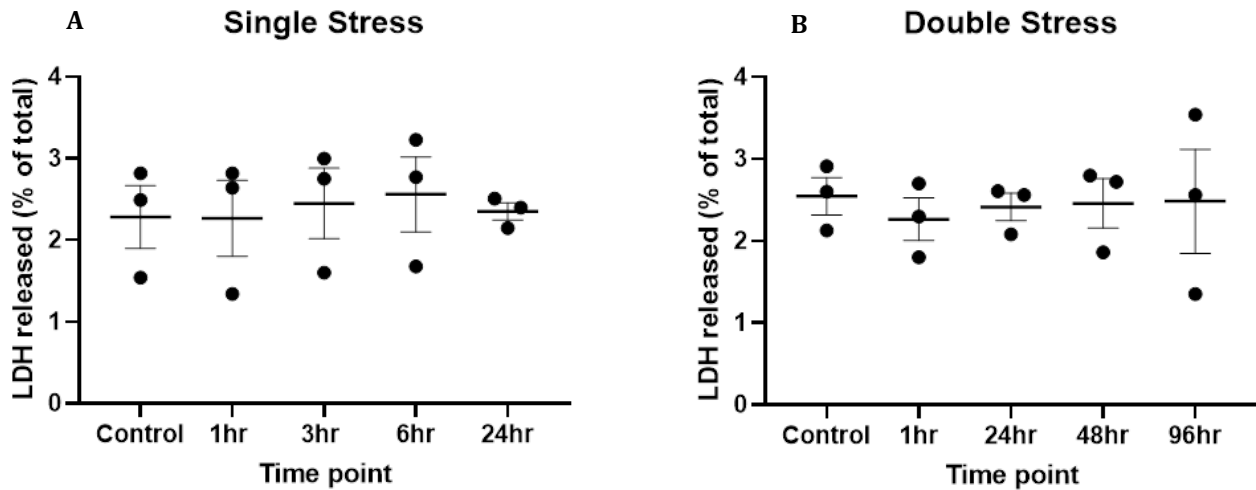 A
Single Stress
LDH released (% of total)
4
3
2
1
0
Control 1hr 3hr 6hr 24hr
Time point
B
Double Stress
LDH released (% of total)
4
3
2
1
0
Control 1hr 24hr 48hr 96hr
Time point